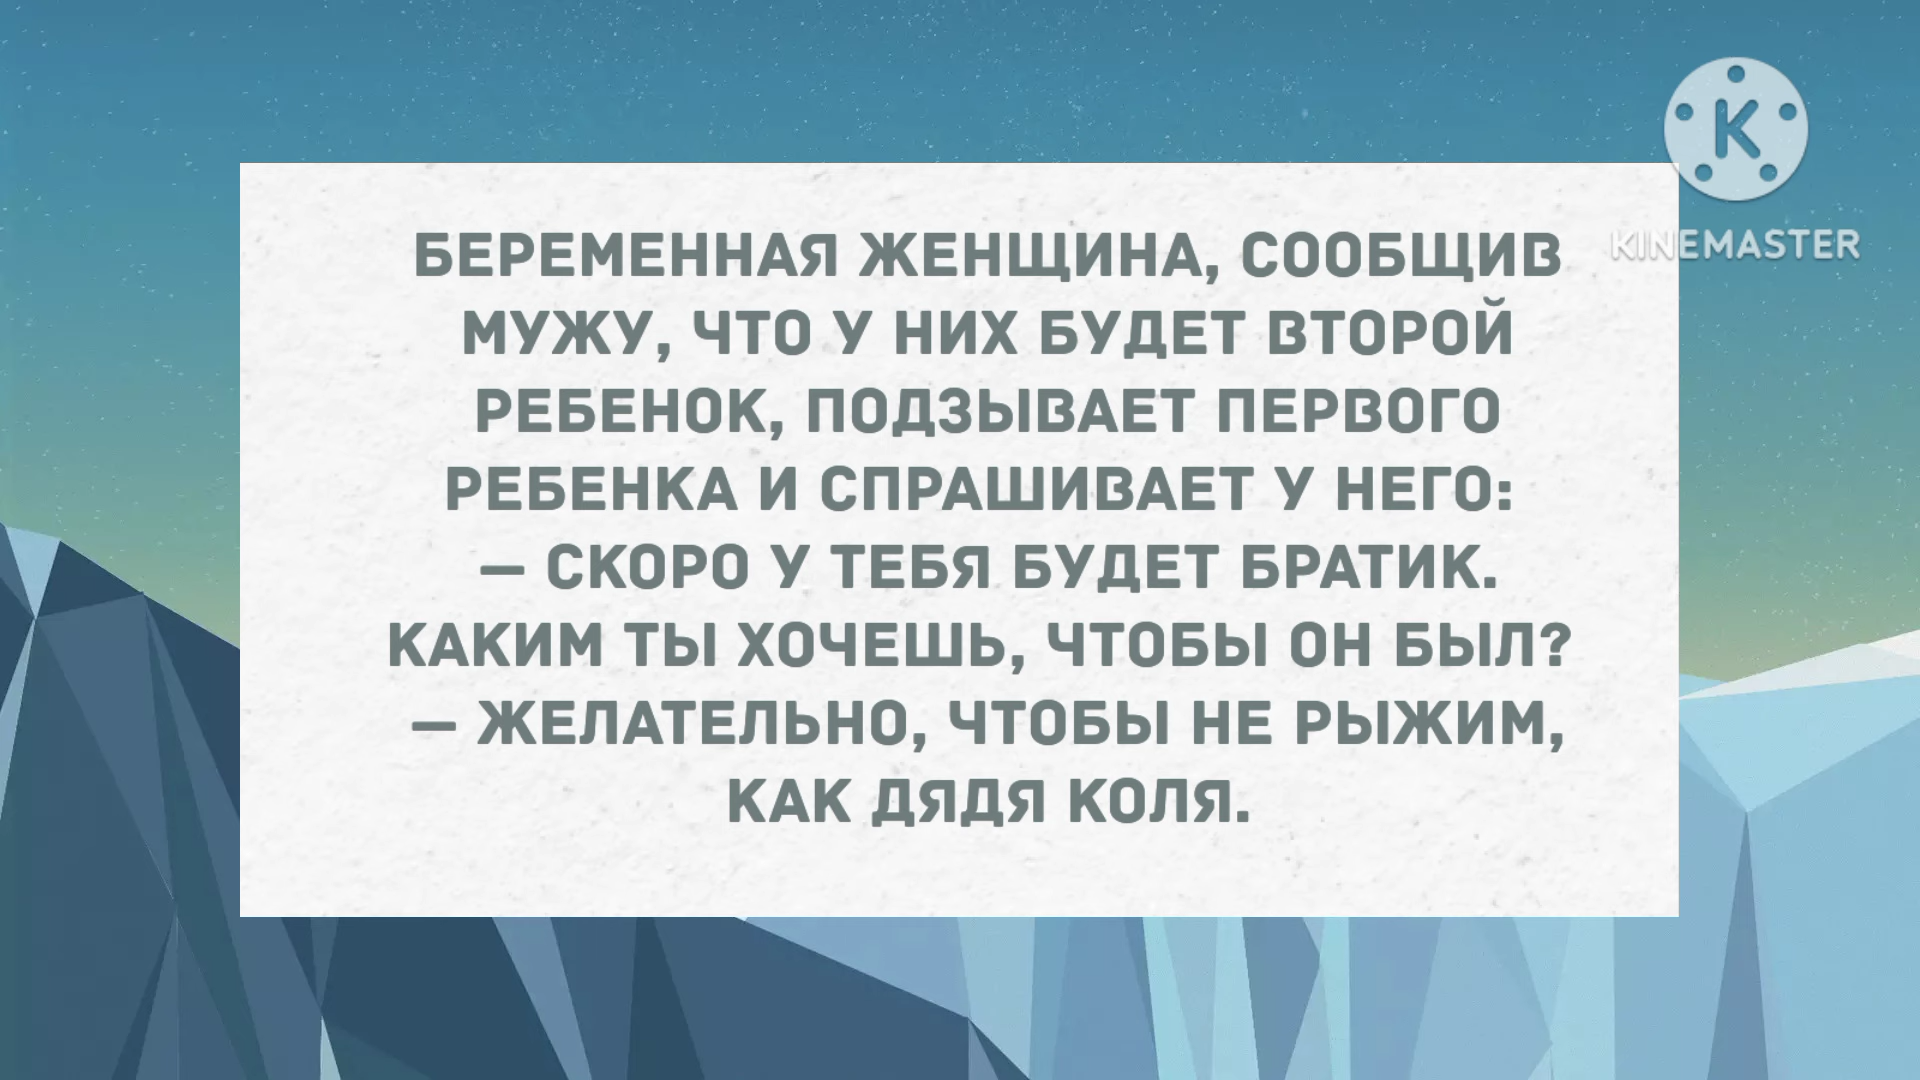 БЕРЕМЕННАЯ ЖЕНЩИНА, СООБЩИВ
МУЖУ, ЧТО У НИХ БУДЕТ ВТОРОЙ
РЕБЕНОК, ПОДЗЫВАЕТ ПЕРВОГО
РЕБЕНКА И СПРАШИВАЕТ У НЕГО:
— СКОРО У ТЕБЯ БУДЕТ БРАТИК.
КАКИМ ТЫ ХОЧЕШЬ, ЧТОБЫ ОН БЫЛ?
— ЖЕЛАТЕЛЬНО, ЧТОБЫ НЕ РЫЖИМ,
КАК ДЯДЯ КОЛЯ.
K
KINEMASTER